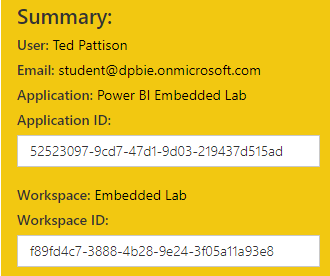 Summary:
User: Ted Pattison
Email: student@dpbie.onmicrosoft.com
Application: Power BI Embedded Lab
Application ID:
52523097-9cd7-47d1-9d03-219437d515ad
Workspace: Embedded Lab
Workspace ID:
f89fd4c7-3888-4b28-9e24-3f05a11a93e8